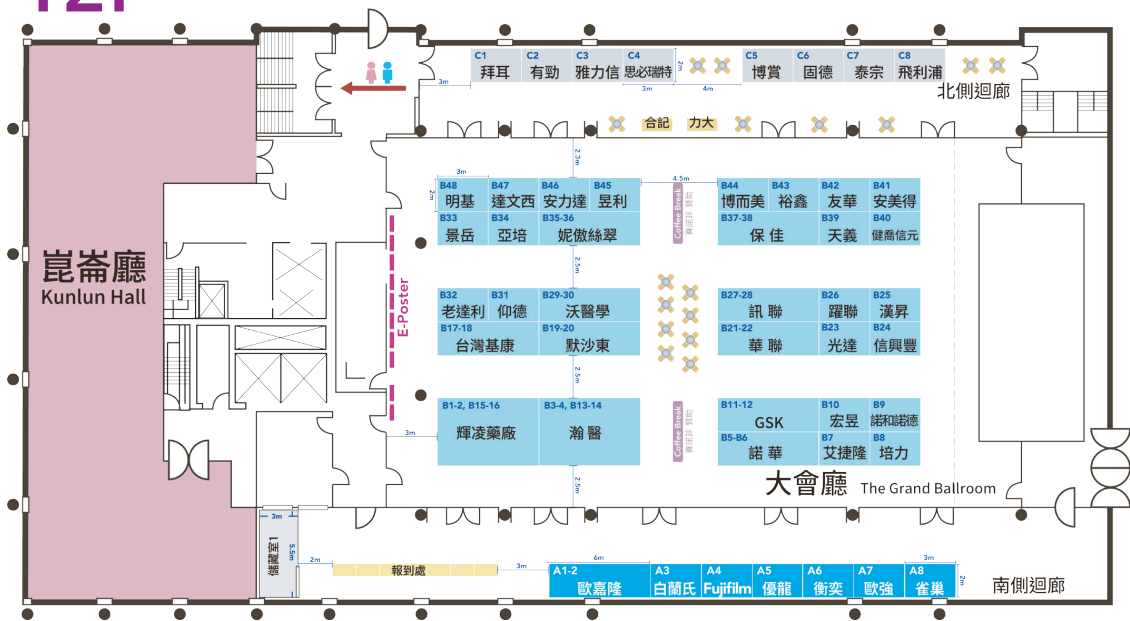 C1 C2 C3 C4 C5 C6 C7 C8
拜耳 有勁 雅力信 思必瑞特 博賞 固德 泰宗 飛利浦
2m
3m
3m 4m
北側迴廊
合記 力大
2.3m
3m
4.5m
2m
B48 B47 B46 B45 B44 B43 B42 B41
明基 達文西 安力達 昱利 博而美 裕鑫 友華 安美得
Coffee Break
賽諾菲 贊助
B33 B34 B35-36 B37-38 B39 B40
景岳 亞培 妮傲絲翠 保佳 天義 健喬信元
崑崙廳
Kunlun Hall
2.5m
E-Poster
B32 B31 B29-30 B27-28 B26 B25
老達利 仰德 沃醫學 訊聯 躍聯 漢昇
B17-18 B19-20 B21-22 B23 B24
台灣基康 默沙東 華聯 光達 信興豐
2.5m
B1-2, B15-16 B3-4, B13-14 B11-12 B10 B9
GSK 宏昱 諾和諾德
輝凌藥廠 瀚醫
Coffee Break
賽諾菲 贊助
3m
B5-B6 B7 B8
諾華 艾捷隆 培力
2.5m
大會廳 The Grand Ballroom
3m
5.5m
儲藏室1
2m
報到處
3m
6m
3m
A1-2 A3 A4 A5 A6 A7 A8
歐嘉隆 白蘭氏 Fujifilm 優龍 衡奕 歐強 雀巢
2m
南側迴廊